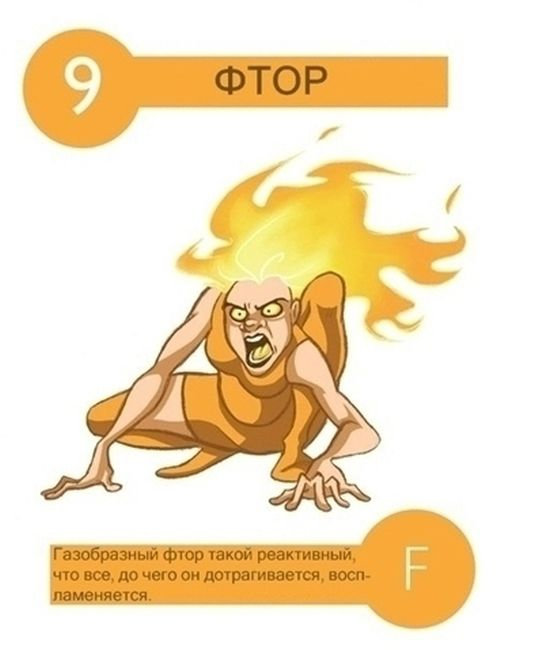 9
ФТОР
Газобразный фтор такой реактивный,
что все, до чего он дотрагивается, восп-
ламеняется.
F